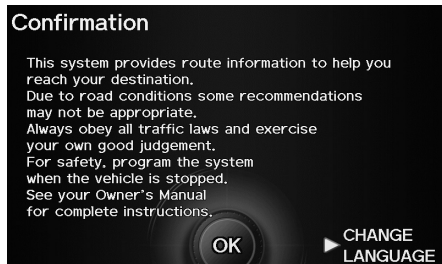 Confirmation
This system provides route information to help you
reach your destination.
Due to road conditions some recommendations
may not be appropriate.
Always obey all traffic laws and exercise
your own good judgement.
For safety, program the system
when the vehicle is stopped.
See your Owner's Manual
for complete instructions.
OK
CHANGE
LANGUAGE